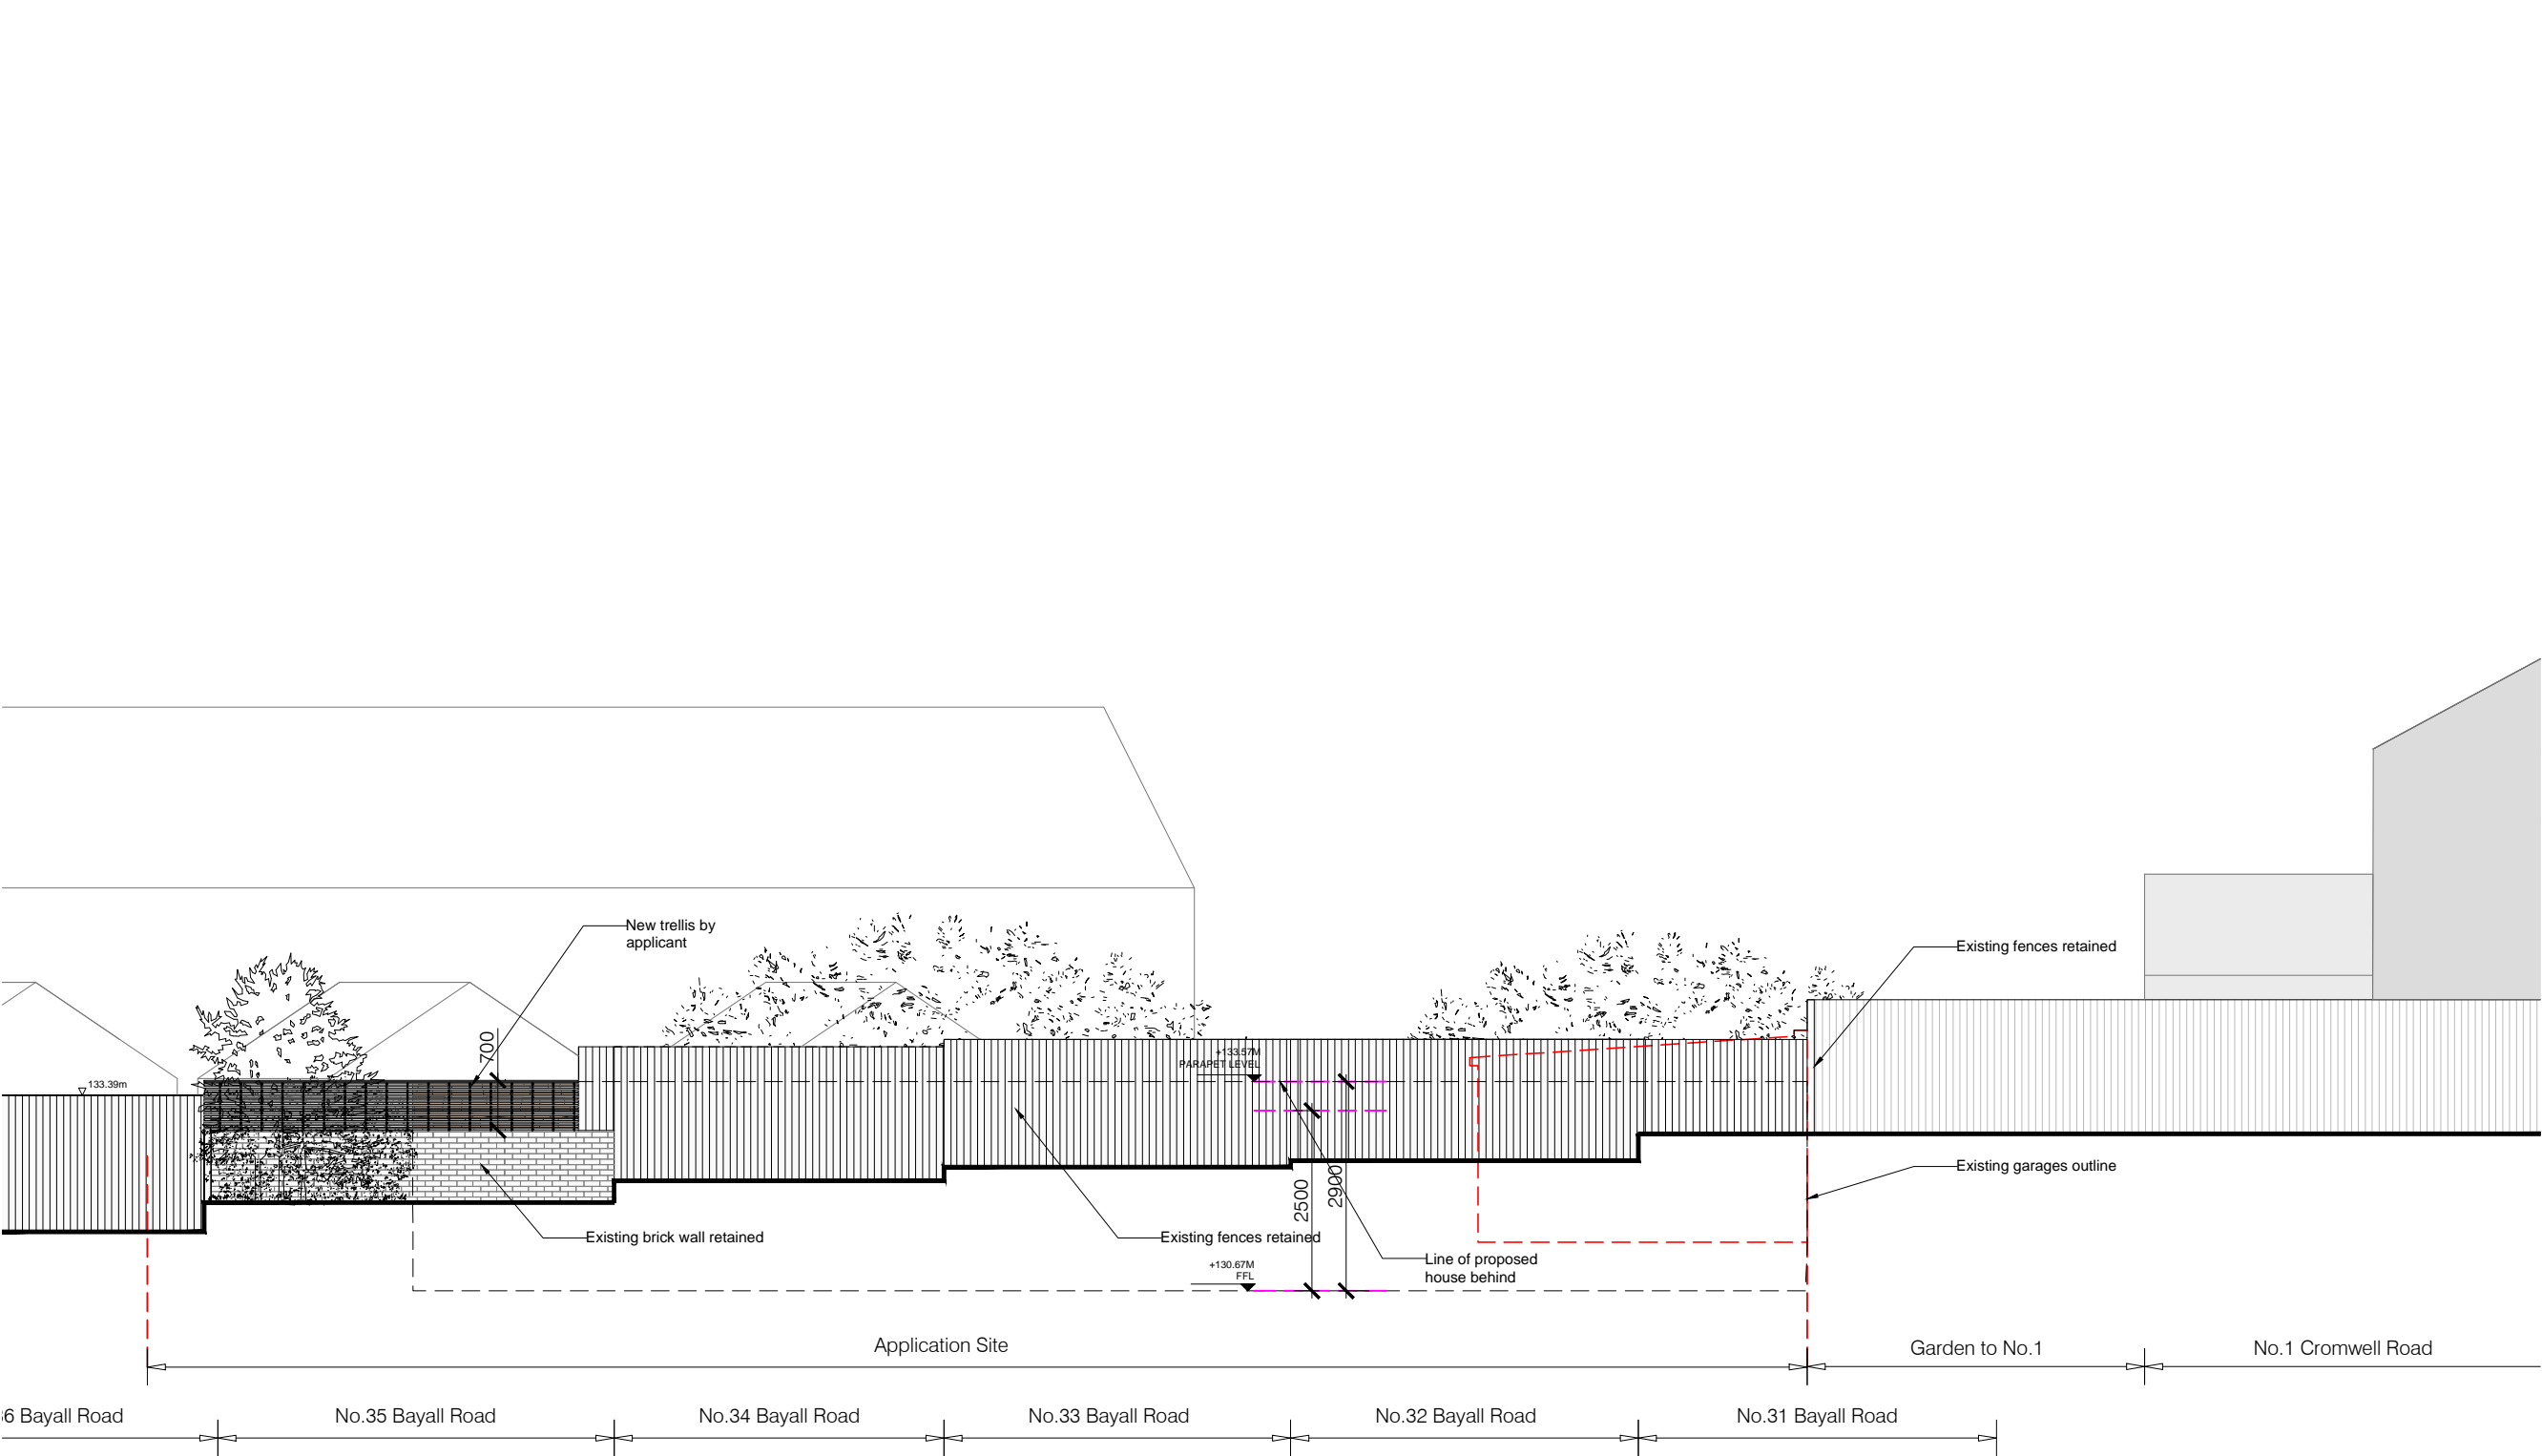 New trellis by
applicant
Existing fences retained
700
+133.57M
PARAPET LEVEL
133.39m
Existing garages outline
2500
2900
Existing brick wall retained
Existing fences retained
Line of proposed
house behind
+130.67M
FFL
Application Site
Garden to No.1
No.1 Cromwell Road
6 Bayall Road
No.35 Bayall Road
No.34 Bayall Road
No.33 Bayall Road
No.32 Bayall Road
No.31 Bayall Road